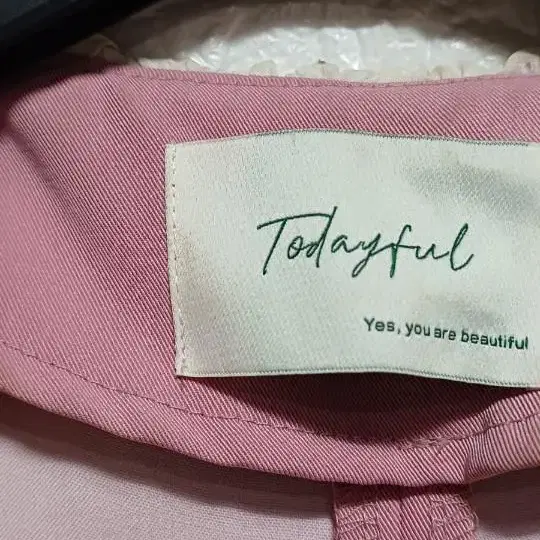 Todayful
Yes, you are beautiful